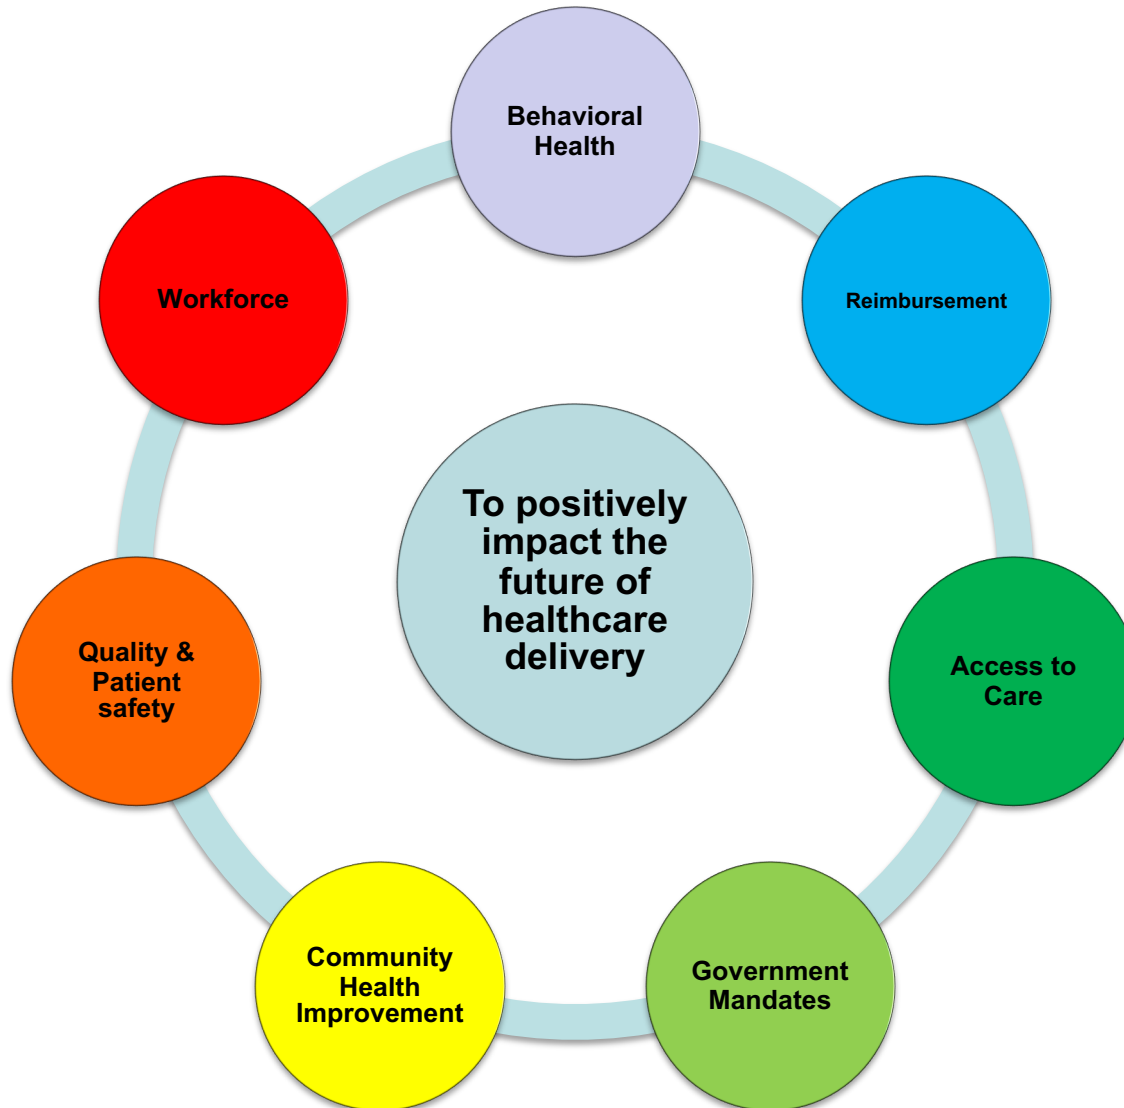 Behavioral
Health
Reimbursement
Access to
Care
Government
Mandates
Community
Health
Improvement
Quality &
Patient
safety
Workforce
To positively
impact the
future of
healthcare
delivery